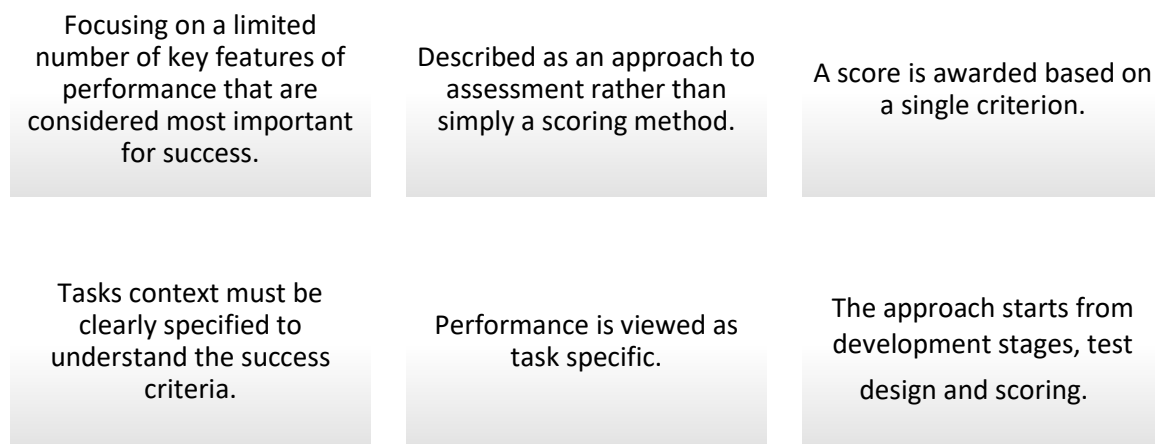 Focusing on a limited
number of key features of
performance that are
considered most important
for success.
Described as an approach to
assessment rather than
simply a scoring method.
A score is awarded based on
a single criterion.
Tasks context must be
clearly specified to
understand the success
criteria.
Performance is viewed as
task specific.
The approach starts from
development stages, test
design and scoring.